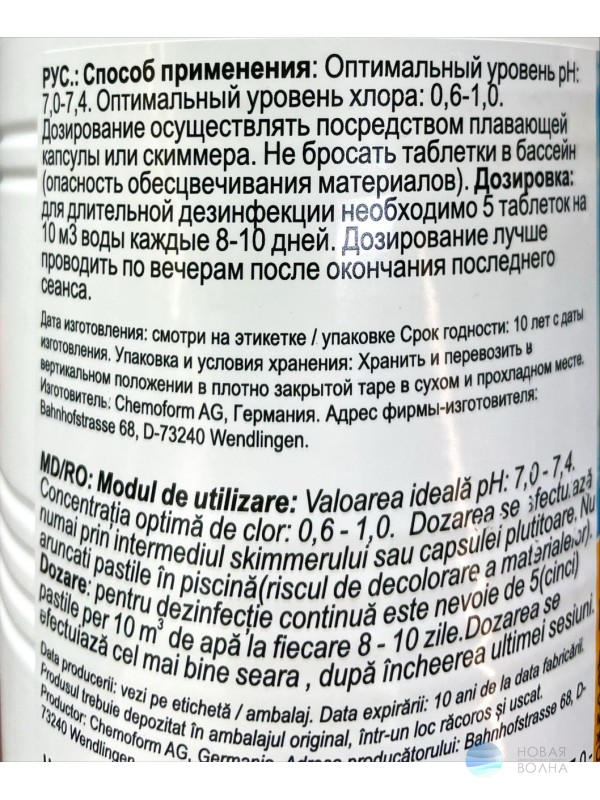 РУС.: Способ применения: Оптимальный уровень pH:
7,0-7,4. Оптимальный уровень хлора: 0,6-1,0.
Дозирование осуществлять посредством плавающей
капсулы или скиммера. Не бросать таблетки в бассейн
(опасность обесцвечивания материалов). Дозировка:
для длительной дезинфекции необходимо 5 таблеток на
10 м3 воды каждые 8-10 дней. Дозирование лучше
проводить по вечерам после окончания последнего
сеанса.
Дата изготовления: смотри на этикетке / упаковке Срок годности: 10 лет с даты
изготовления. Упаковка и условия хранения: Хранить и перевозить в
вертикальном положении в плотно закрытой таре в сухом и прохладном месте.
Изготовитель: Chemoform AG, Германия. Адрес фирмы-изготовителя:
Bahnhofstrasse 68, D-73240 Wendlingen.
MD/RO: Modul de utilizare: Valoarea ideală pH: 7,0 - 7,4.
Concentrația optimă de clor: 0,6 - 1,0. Dozarea se efectuiază
numai prin intermediul skimmerului sau capsulei plutitoare. Nu
aruncati pastile în piscină(riscul de decolorare a materialelor).
Dozare: pentru dezinfecție continuă este nevoie de 5(cinci)
pastile per 10 m³ de apă la fiecare 8 - 10 zile. Dozarea se
efectuiază cel mai bine seara , după încheerea ultimei sesiuni.
Data producerii: vezi pe etichetă / ambalaj. Data expirării: 10 ani de la data fabricării.
Produsul trebuie depozitat în ambalajul original, într-un loc răcoros și uscat.
Productor: Chemoform AG, Germania. Adresa producătorului: Bahnhofstrasse 68, D-
73240 Wendlingen.
НОВАЯ
ВОЛНА